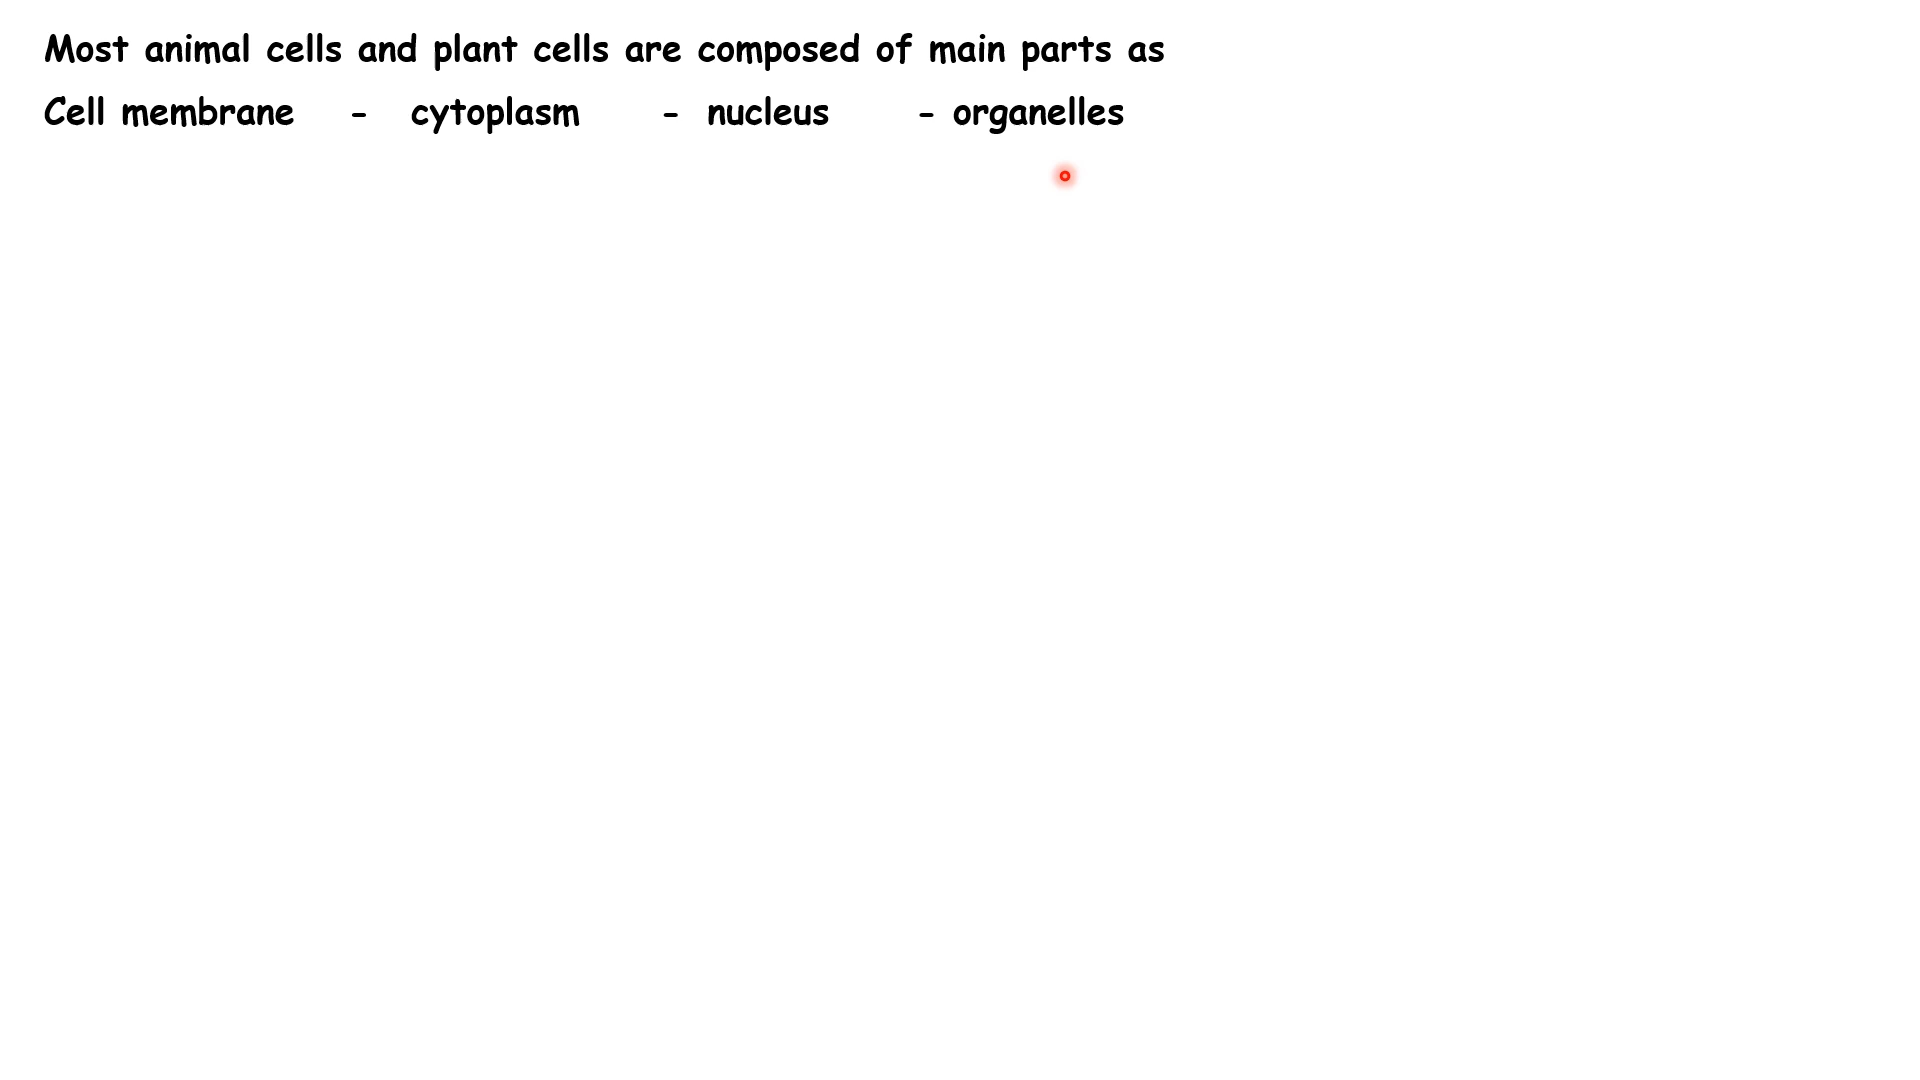 Most animal cells and plant cells are composed of main parts as
Cell membrane - cytoplasm - nucleus - organelles